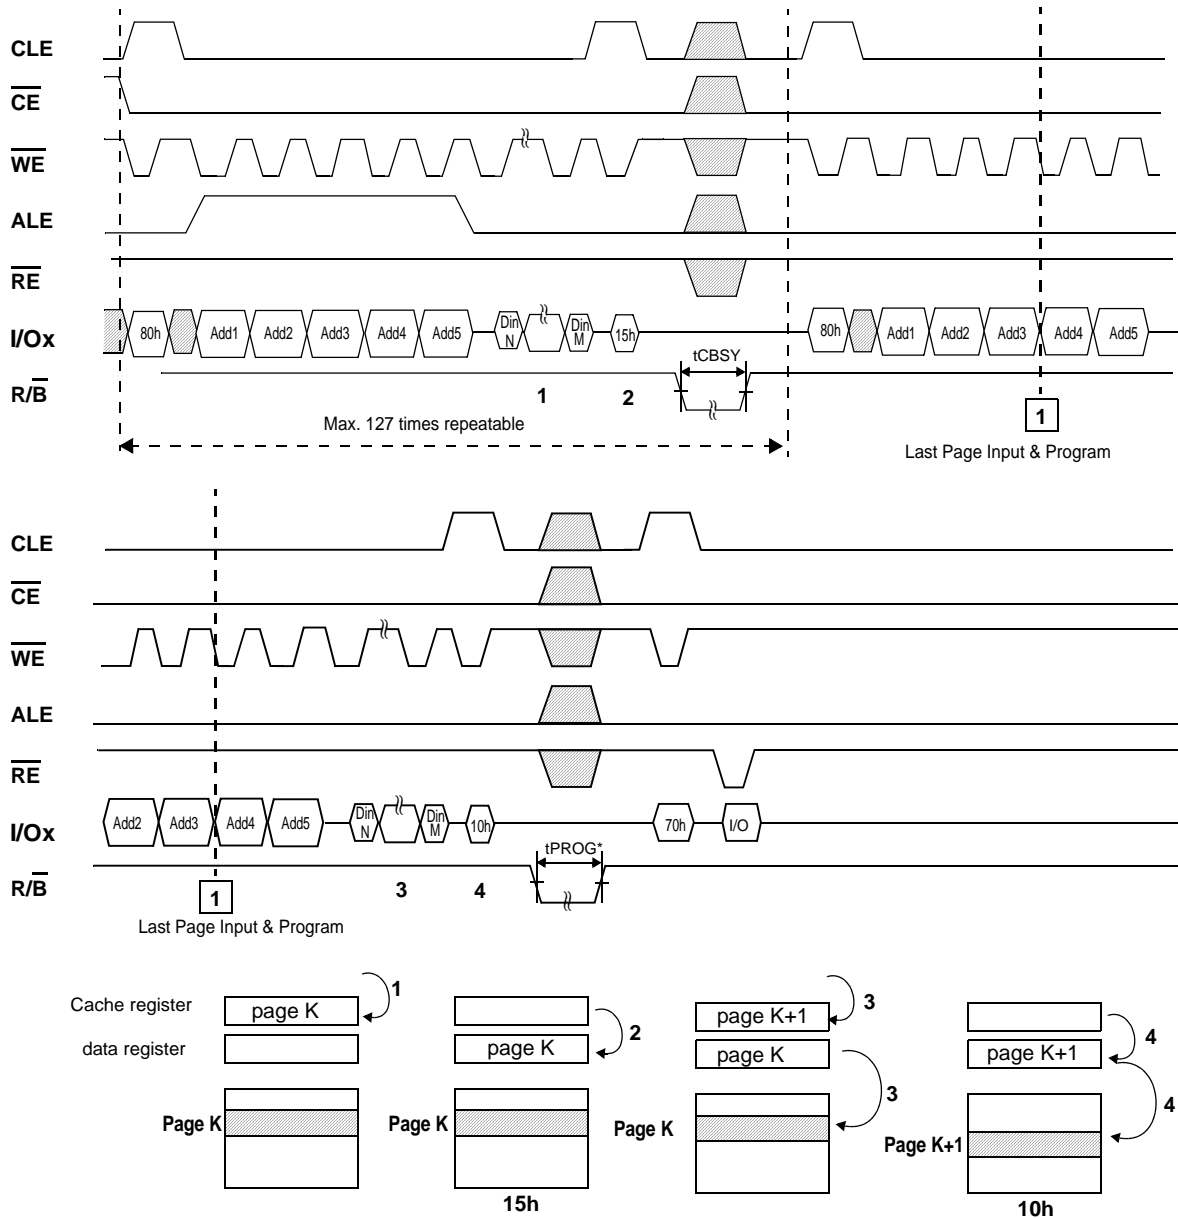 CLE
CE
WE
ALE
RE
I/Ox 80h Add1 Add2 Add3 Add4 Add5 Din N Din M 15h 80h Add1 Add2 Add3 Add4 Add5
tCBSY
R/B 1 2
Max. 127 times repeatable
1
Last Page Input & Program
CLE
CE
WE
ALE
RE
I/Ox Add2 Add3 Add4 Add5 Din N Din M 10h 70h I/O
tPROG*
R/B 1 3 4
Last Page Input & Program
Cache register page K 1 page K+1 3
data register page K 2 page K page K+1 4
Page K Page K Page K 3 Page K+1 4
15h 10h